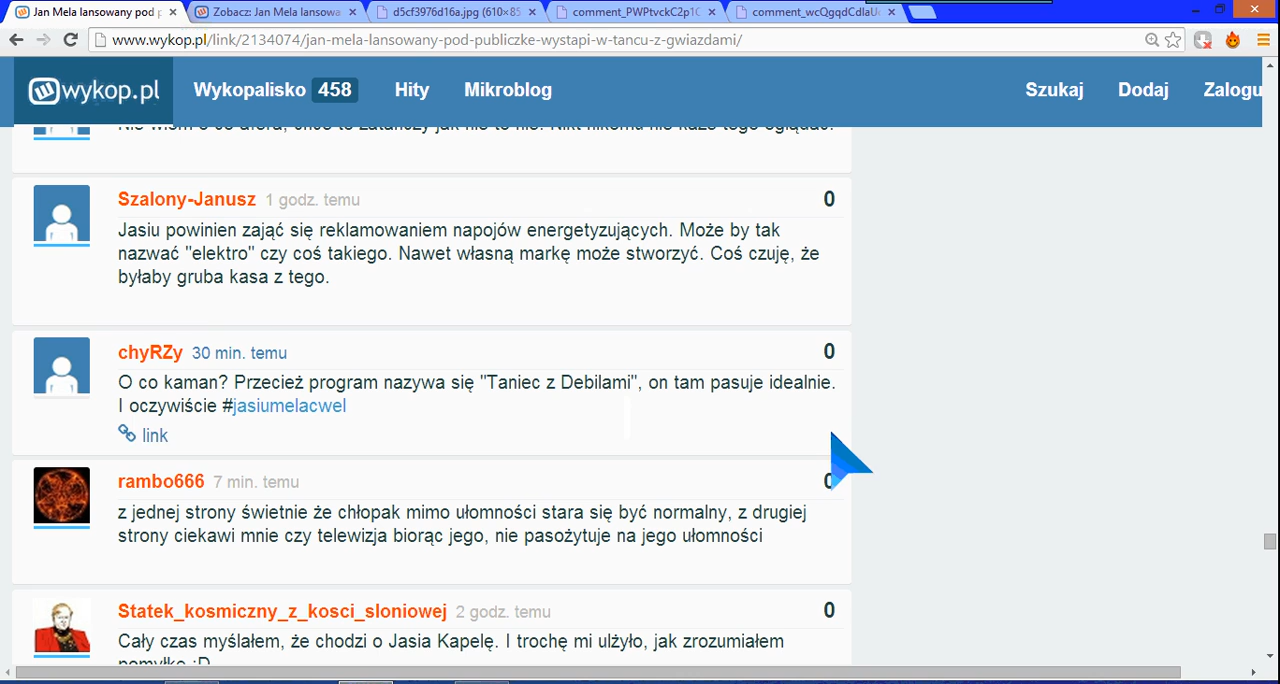 Jan Mela lansowany pod p
Zobacz: Jan Mela lansowa
d5cf3976d16a.jpg (610×85
comment_PWPtvckC2p1C
comment_wcQgqdCdlaU
www.wykop.pl/link/2134074/jan-mela-lansowany-pod-publiczke-wystapi-w-tancu-z-gwiazdami/
wykop.pl
Wykopalisko 458
Hity
Mikroblog
Szukaj
Dodaj
Zalogu
Szalony-Janusz 1 godz. temu 0
Jasiu powinien zająć się reklamowaniem napojów energetyzujących. Może by tak
nazwać "elektro" czy coś takiego. Nawet własną markę może stworzyć. Coś czuję, że
byłaby gruba kasa z tego.
chyRZy 30 min. temu 0
O co kaman? Przecież program nazywa się "Taniec z Debilami", on tam pasuje idealnie.
I oczywiście #jasiumelacwel
link
rambo666 7 min. temu 0
z jednej strony świetnie że chłopak mimo ułomności stara się być normalny, z drugiej
strony ciekawi mnie czy telewizja biorąc jego, nie pasożytuje na jego ułomności
Statek_kosmiczny_z_kosci_sloniowej 2 godz. temu 0
Cały czas myślałem, że chodzi o Jasia Kapelę. I trochę mi ulżyło, jak zrozumiałem
pomyłkę :D